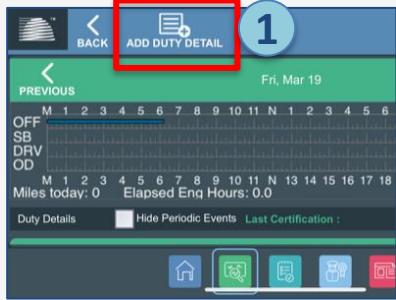 BACK
ADD DUTY DETAIL
1
PREVIOUS
Fri, Mar 19
M 1 2 3 4 5 6 7 8 9 10 11 N 1 2 3 4 5 6
OFF
SB
DRV
OD
M 1 2 3 4 5 6 7 8 9 10 11 N 13 14 15 16 17 18
Miles today: 0 Elapsed Eng Hours: 0.0
Duty Details Hide Periodic Events Last Certification :